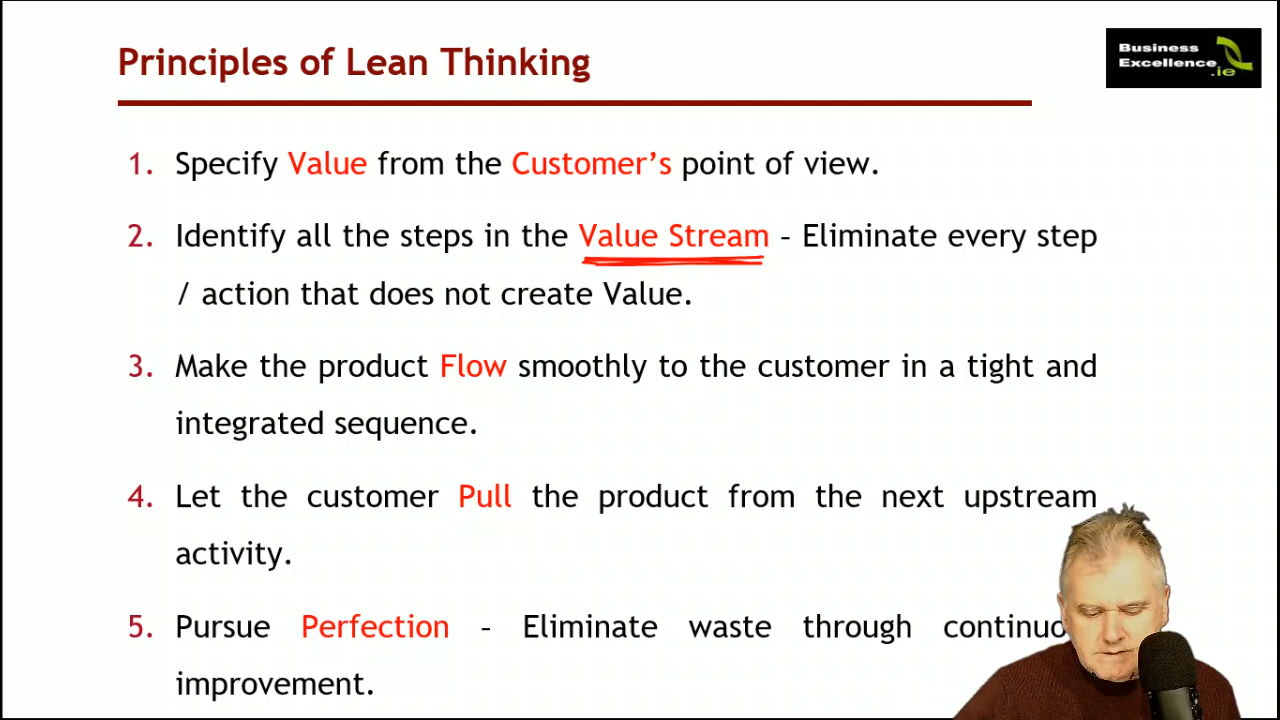 Principles of Lean Thinking
Business
Excellence
.ie
1. Specify Value from the Customer’s point of view.
2. Identify all the steps in the Value Stream – Eliminate every step
/ action that does not create Value.
3. Make the product Flow smoothly to the customer in a tight and
integrated sequence.
4. Let the customer Pull the product from the next upstream
activity.
5. Pursue Perfection – Eliminate waste through
improvement.